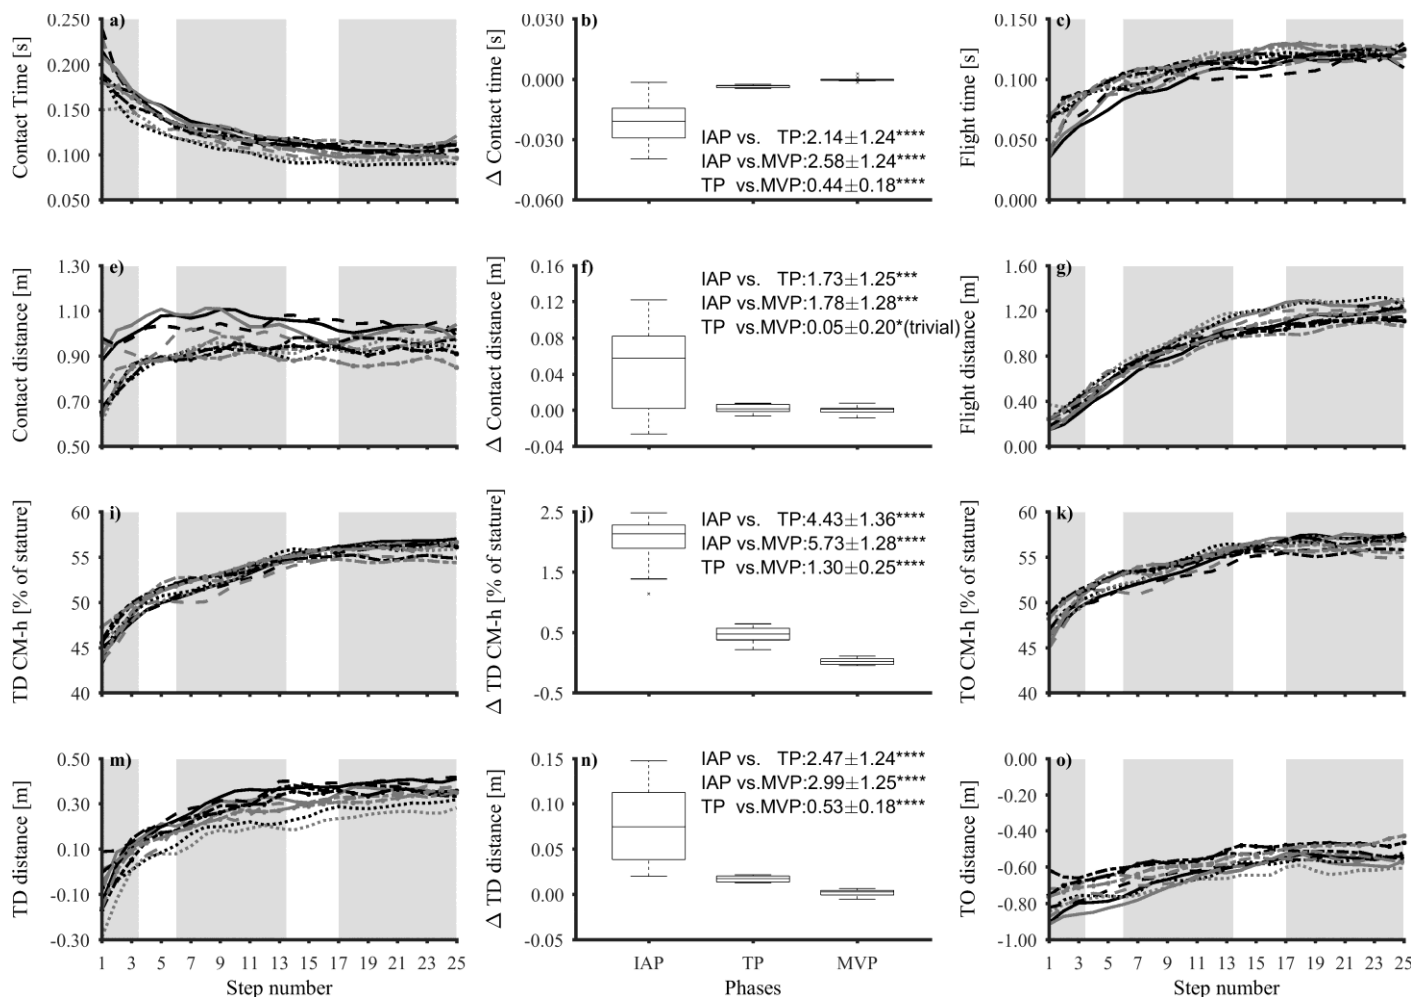 a)
Contact Time [s]
0.250
0.200
0.150
0.100
0.050
b)
Δ Contact time [s]
0.030
0.000
-0.030
-0.060
IAP vs. TP:2.14±1.24****
IAP vs.MVP:2.58±1.24****
TP vs.MVP:0.44±0.18****
c)
Flight time [s]
0.150
0.100
0.050
0.000
e)
Contact distance [m]
1.30
1.10
0.90
0.70
0.50
f)
Δ Contact distance [m]
0.16
0.12
0.08
0.04
0.00
-0.04
IAP vs. TP:1.73±1.25***
IAP vs.MVP:1.78±1.28***
TP vs.MVP:0.05±0.20*(trivial)
g)
Flight distance [m]
1.60
1.20
0.80
0.40
0.00
i)
TD CM-h [% of stature]
60
55
50
45
40
j)
Δ TD CM-h [% of stature]
2.5
1.5
0.5
-0.5
IAP vs. TP:4.43±1.36****
IAP vs.MVP:5.73±1.28****
TP vs.MVP:1.30±0.25****
k)
TO CM-h [% of stature]
60
55
50
45
40
m)
TD distance [m]
0.50
0.30
0.10
-0.10
-0.30
1 3 5 7 9 11 13 15 17 19 21 23 25
Step number
n)
Δ TD distance [m]
0.15
0.10
0.05
0.00
-0.05
IAP vs. TP:2.47±1.24****
IAP vs.MVP:2.99±1.25****
TP vs.MVP:0.53±0.18****
IAP TP MVP
Phases
o)
TO distance [m]
-0.00
-0.20
-0.40
-0.60
-0.80
-1.00
1 3 5 7 9 11 13 15 17 19 21 23 25
Step number